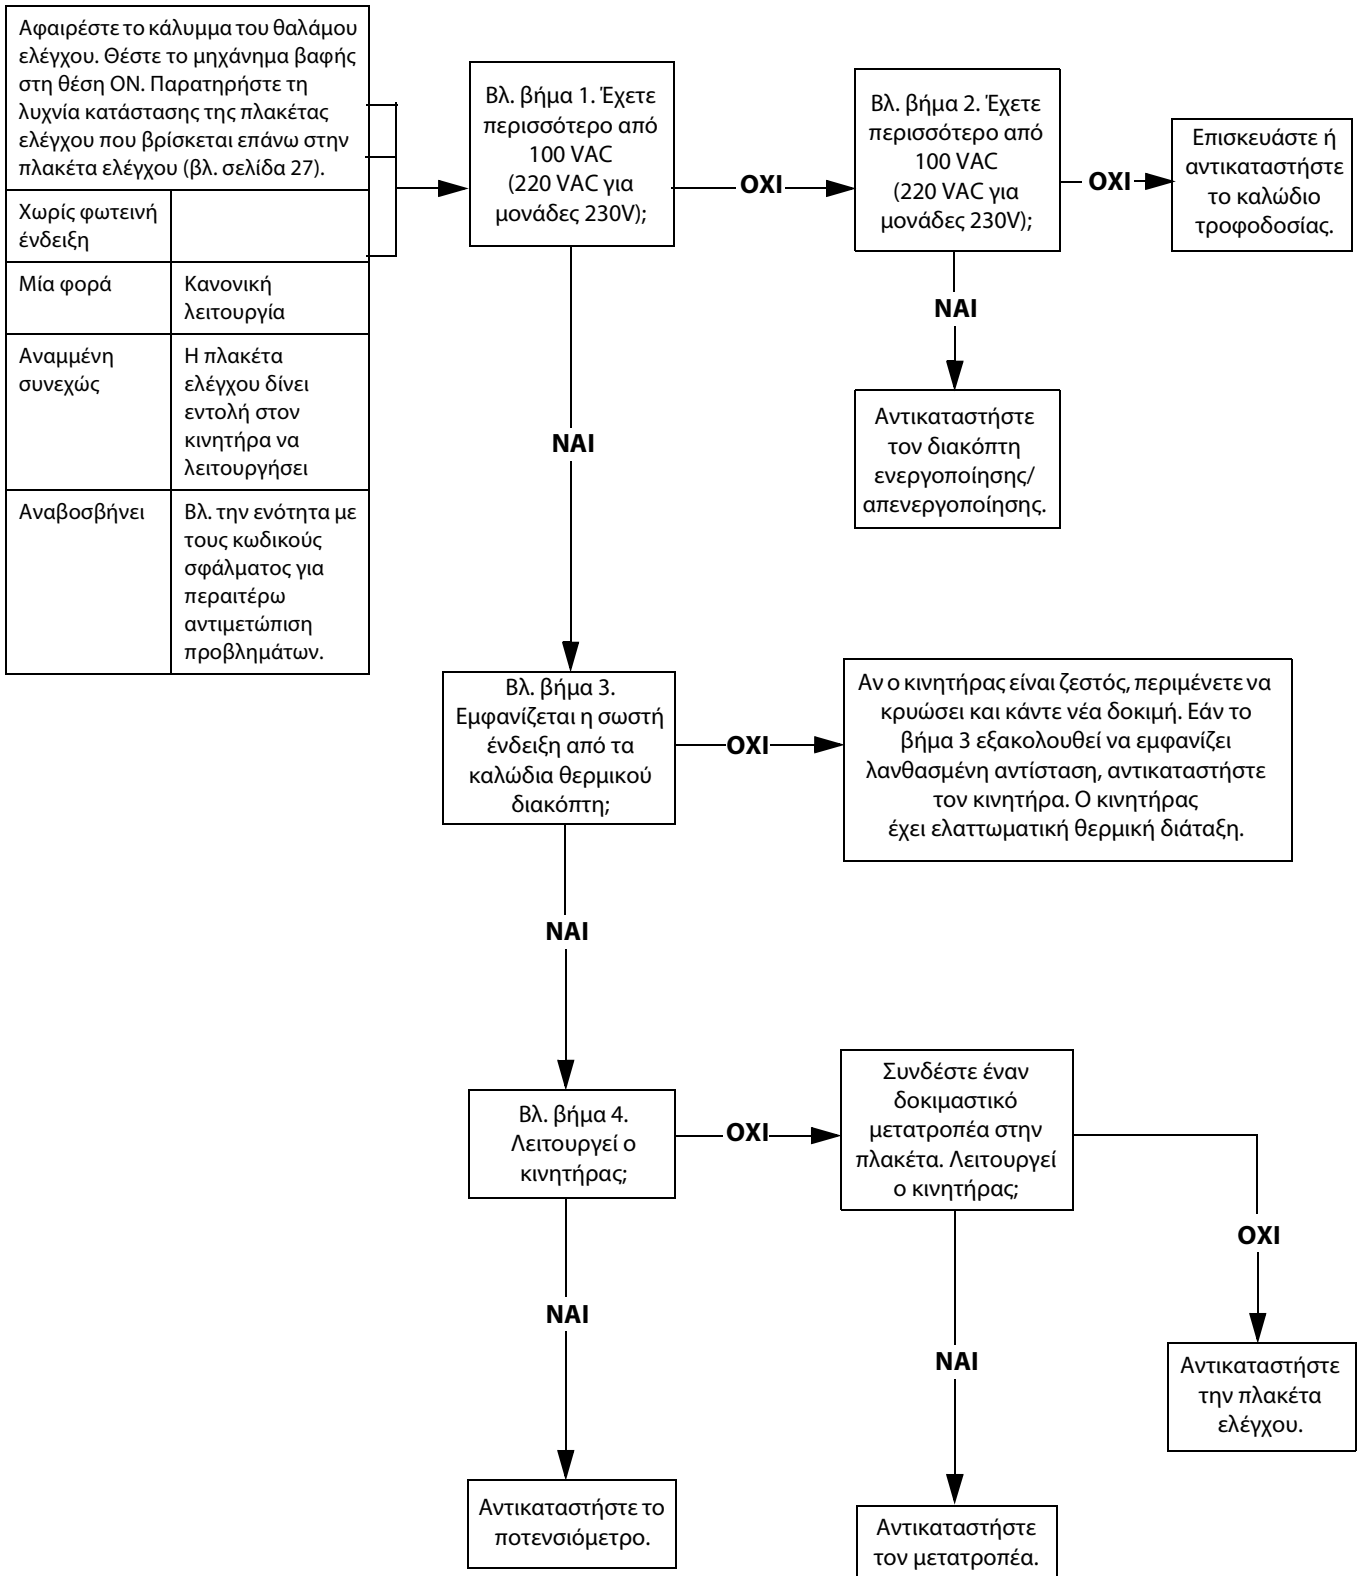 Αφαιρέστε το κάλυμμα του θαλάμου
ελέγχου. Θέστε το μηχάνημα βαφής
στη θέση ON. Παρατηρήστε τη
λυχνία κατάστασης της πλακέτας
ελέγχου που βρίσκεται επάνω στην
πλακέτα ελέγχου (βλ. σελίδα 27).
Χωρίς φωτεινή
ένδειξη
Μία φορά
Κανονική
λειτουργία
Αναμμένη
συνεχώς
Η πλακέτα
ελέγχου δίνει
εντολή στον
κινητήρα να
λειτουργήσει
Αναβοσβήνει
Βλ. την ενότητα με
τους κωδικούς
σφάλματος για
περαιτέρω
αντιμετώπιση
προβλημάτων.
Βλ. βήμα 1. Έχετε
περισσότερο από
100 VAC
(220 VAC για
μονάδες 230V);
ΟΧΙ
Βλ. βήμα 2. Έχετε
περισσότερο από
100 VAC
(220 VAC για
μονάδες 230V);
ΟΧΙ
Επισκευάστε ή
αντικαταστήστε
το καλώδιο
τροφοδοσίας.
ΝΑΙ
Αντικαταστήστε
τον διακόπτη
ενεργοποίησης/
απενεργοποίησης.
ΝΑΙ
Βλ. βήμα 3.
Εμφανίζεται η σωστή
ένδειξη από τα
καλώδια θερμικού
διακόπτη;
ΟΧΙ
Αν ο κινητήρας είναι ζεστός, περιμένετε να
κρυώσει και κάντε νέα δοκιμή. Εάν το
βήμα 3 εξακολουθεί να εμφανίζει
λανθασμένη αντίσταση, αντικαταστήστε
τον κινητήρα. Ο κινητήρας
έχει ελαττωματική θερμική διάταξη.
ΝΑΙ
Βλ. βήμα 4.
Λειτουργεί ο
κινητήρας;
ΟΧΙ
Συνδέστε έναν
δοκιμαστικό
μετατροπέα στην
πλακέτα. Λειτουργεί
ο κινητήρας;
ΟΧΙ
Αντικαταστήστε
την πλακέτα
ελέγχου.
ΝΑΙ
Αντικαταστήστε το
ποτενσιόμετρο.
ΝΑΙ
Αντικαταστήστε
τον μετατροπέα.